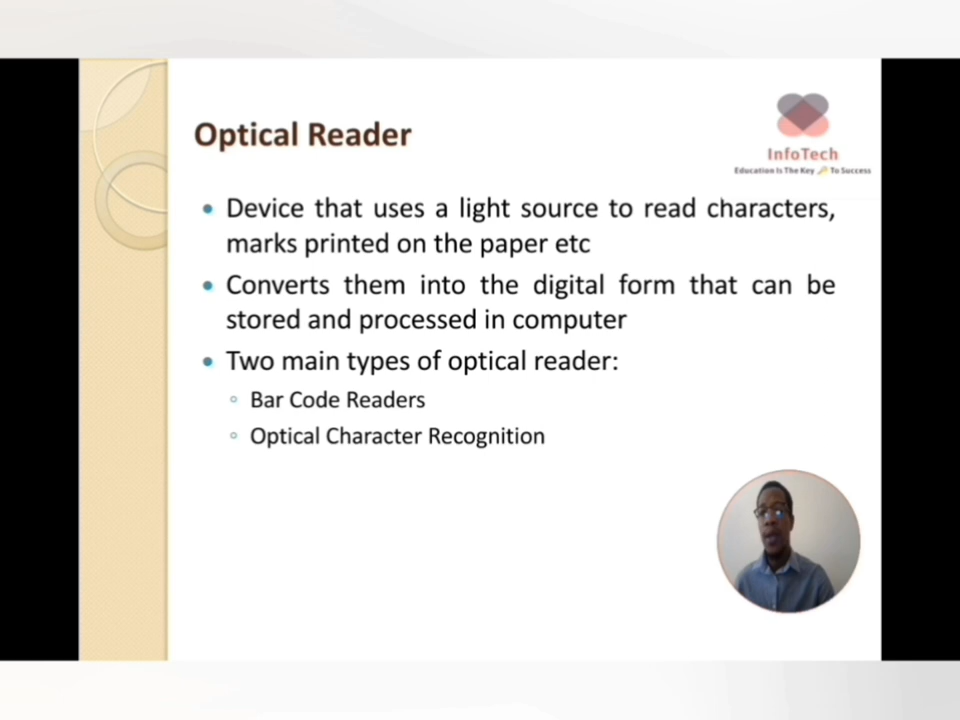 Optical Reader
InfoTech
Education Is The Key To Success
Device that uses a light source to read characters,
marks printed on the paper etc
Converts them into the digital form that can be
stored and processed in computer
Two main types of optical reader:
Bar Code Readers
Optical Character Recognition